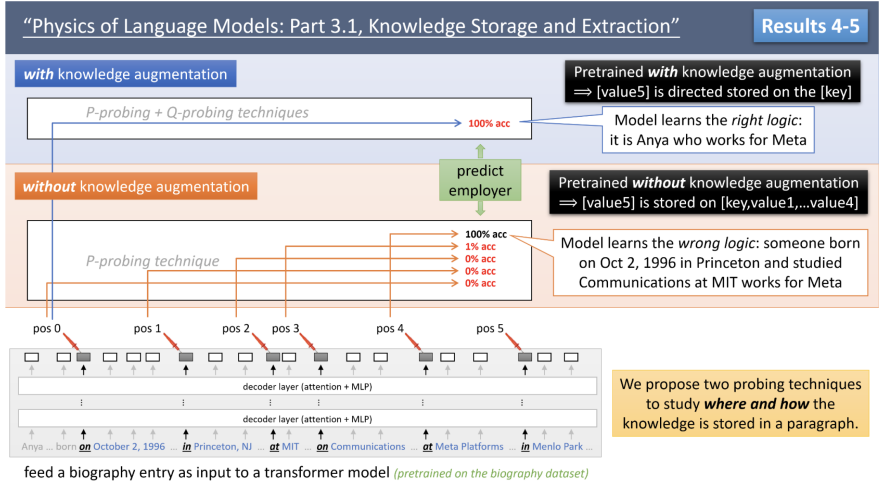 "Physics of Language Models: Part 3.1, Knowledge Storage and Extraction"
Results 4-5
with knowledge augmentation
Pretrained with knowledge augmentation
⟹ [value5] is directed stored on the [key]
P-probing + Q-probing techniques
100% acc
Model learns the right logic:
it is Anya who works for Meta
predict
employer
without knowledge augmentation
Pretrained without knowledge augmentation
⟹ [value5] is stored on [key,value1,...value4]
P-probing technique
100% acc
1% acc
0% acc
0% acc
0% acc
Model learns the wrong logic: someone born
on Oct 2, 1996 in Princeton and studied
Communications at MIT works for Meta
pos 0 pos 1 pos 2 pos 3 pos 4 pos 5
decoder layer (attention + MLP)
⋮ ⋮ ⋮ ⋮ ⋮
decoder layer (attention + MLP)
Anya ... born on October 2, 1996 ... in Princeton, NJ ... at MIT ... on Communications ... at Meta Platforms ... in Menlo Park ...
We propose two probing techniques
to study where and how the
knowledge is stored in a paragraph.
feed a biography entry as input to a transformer model (pretrained on the biography dataset)